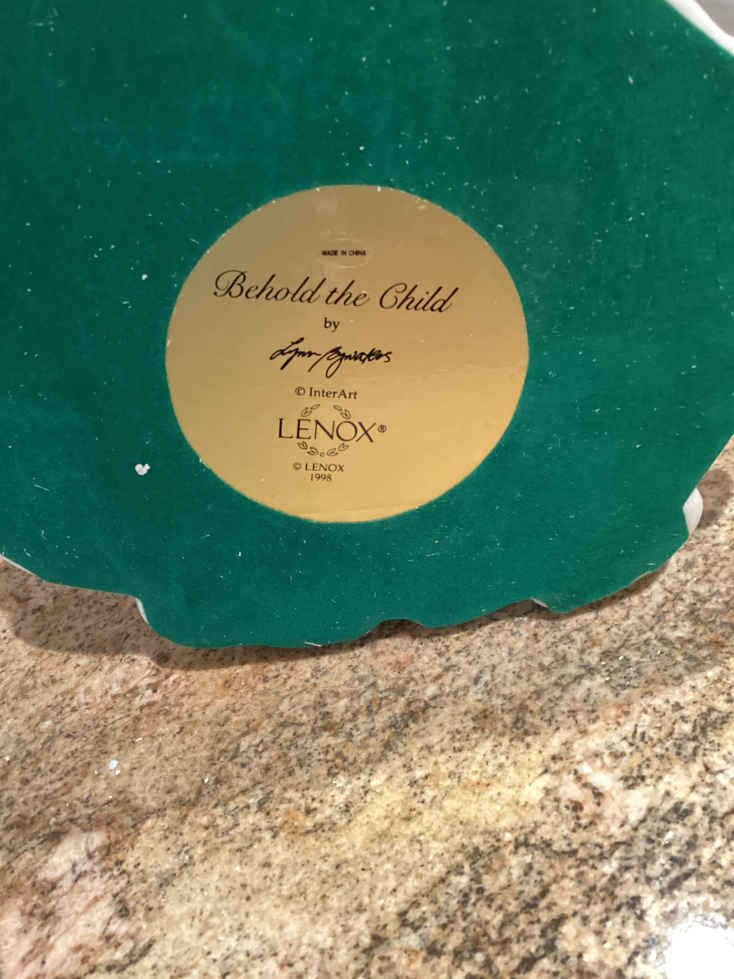 MADE IN CHINA
Behold the Child
by
© InterArt
LENOX®
© LENOX
1998